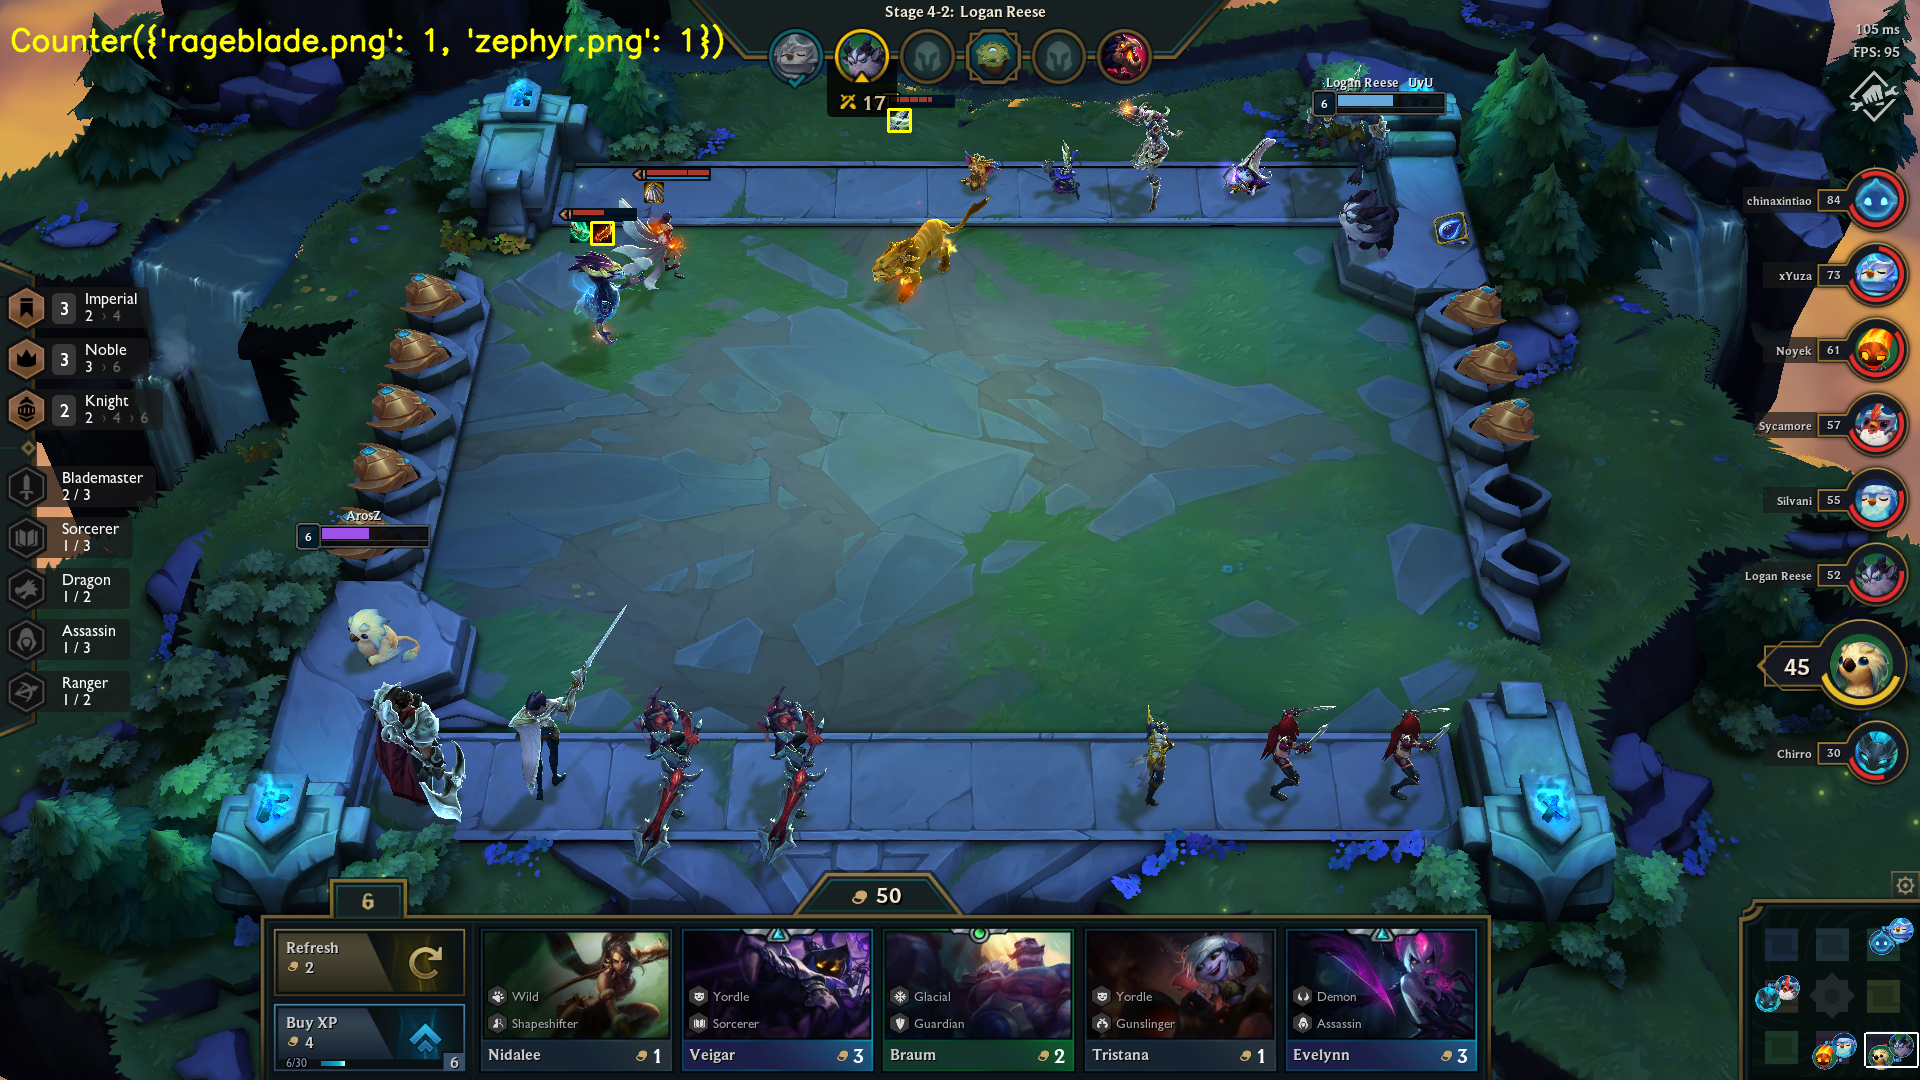 Stage 4-2: Logan Reese
Counter({'rageblade.png': 1, 'zephyr.png': 1})
105 ms
FPS: 95
17
Logan Reese UvU
6
chinaxintiao 84
xYuza 73
Noyek 61
Sycamore 57
Silvani 55
Logan Reese 52
45
Chirro 30
3 Imperial
2 › 4
3 Noble
3 › 6
2 Knight
2 › 4 › 6
Blademaster
2 / 3
Sorcerer
1 / 3
Dragon
1 / 2
Assassin
1 / 3
Ranger
1 / 2
ArosZ
6
6
50
Refresh
2
Buy XP
4
6/30
6
Wild
Shapeshifter
Nidalee 1
Yordle
Sorcerer
Veigar 3
Glacial
Guardian
Braum 2
Yordle
Gunslinger
Tristana 1
Demon
Assassin
Evelynn 3